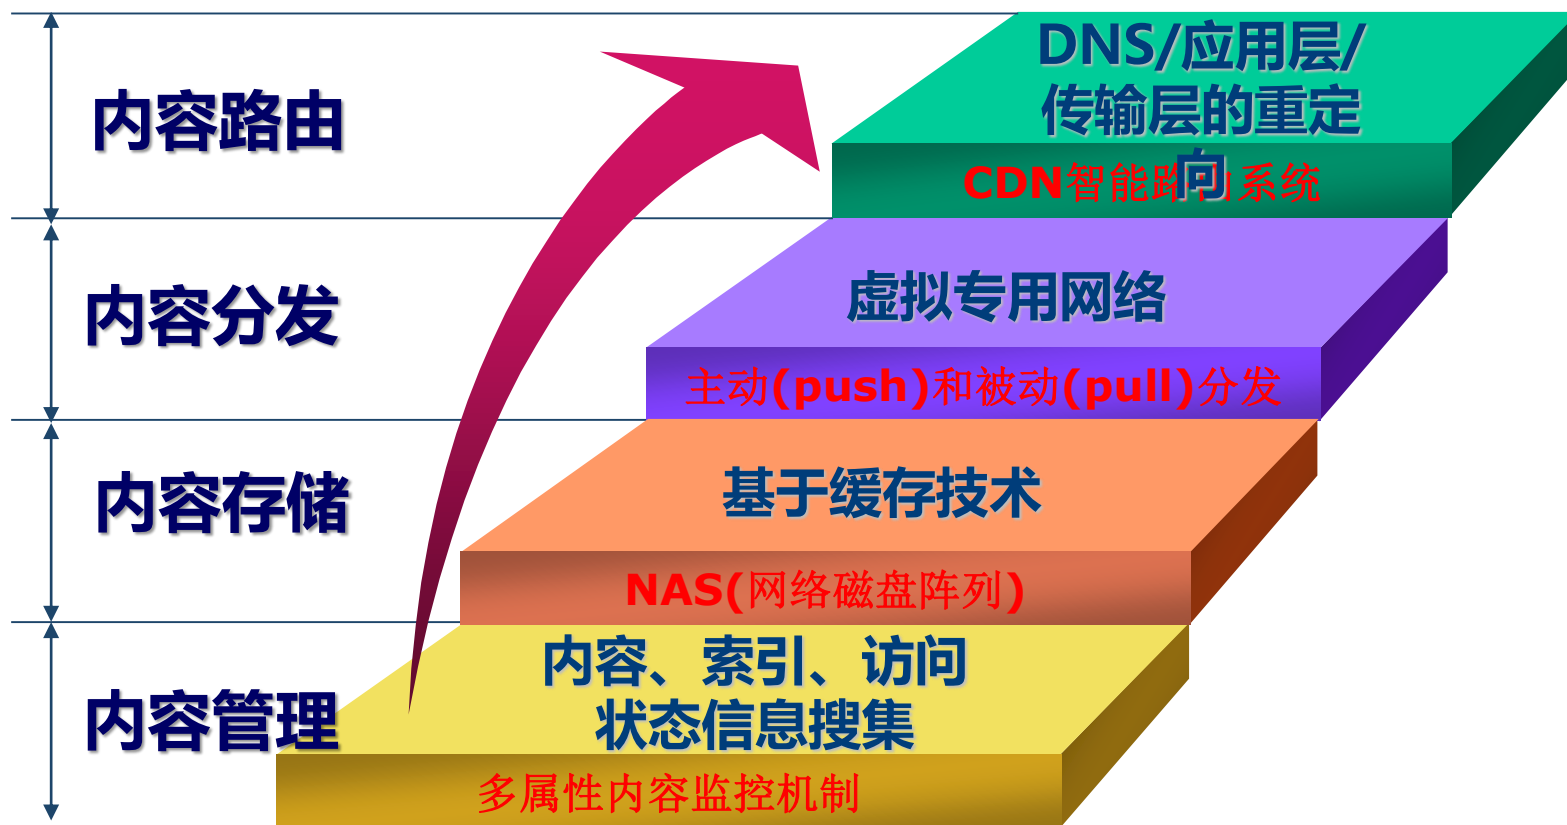 内容路由
DNS/应用层/
传输层的重定
向
CDN智能路由系统
内容分发
虚拟专用网络
主动(push)和被动(pull)分发
内容存储
基于缓存技术
NAS(网络磁盘阵列)
内容管理
内容、索引、访问
状态信息搜集
多属性内容监控机制